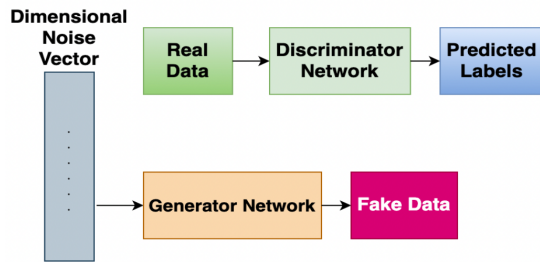 Dimensional
Noise
Vector
Real
Data
Discriminator
Network
Predicted
Labels
Generator Network
Fake Data